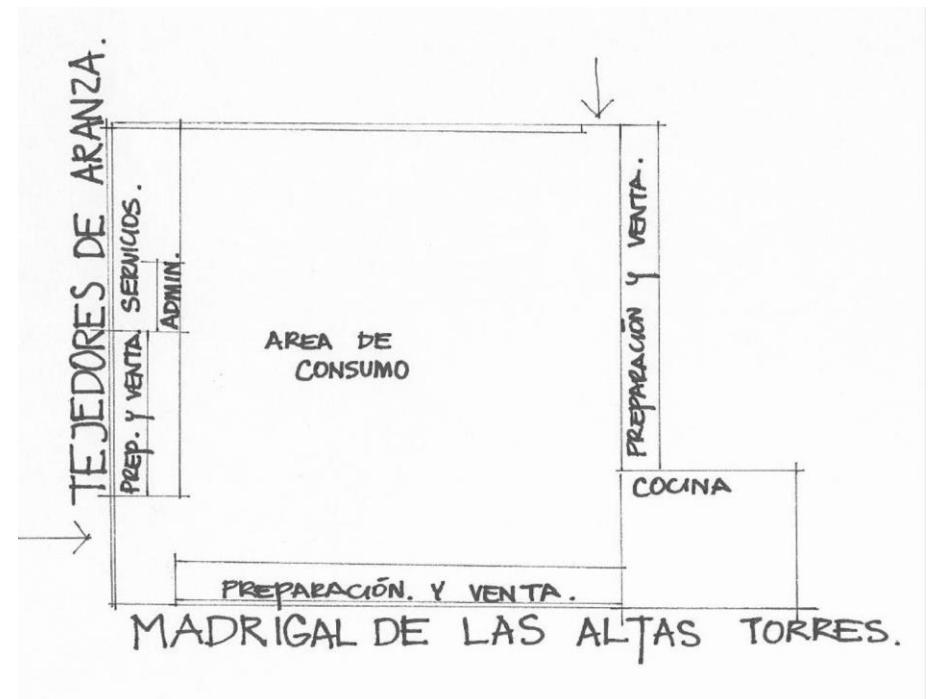 TEJEDORES DE ARANZA.
SERVICIOS.
ADMIN.
PREP. Y VENTA.
AREA DE
CONSUMO
PREPARACIÓN Y VENTA.
COCINA
PREPARACIÓN. Y VENTA.
MADRIGAL DE LAS ALTAS TORRES.